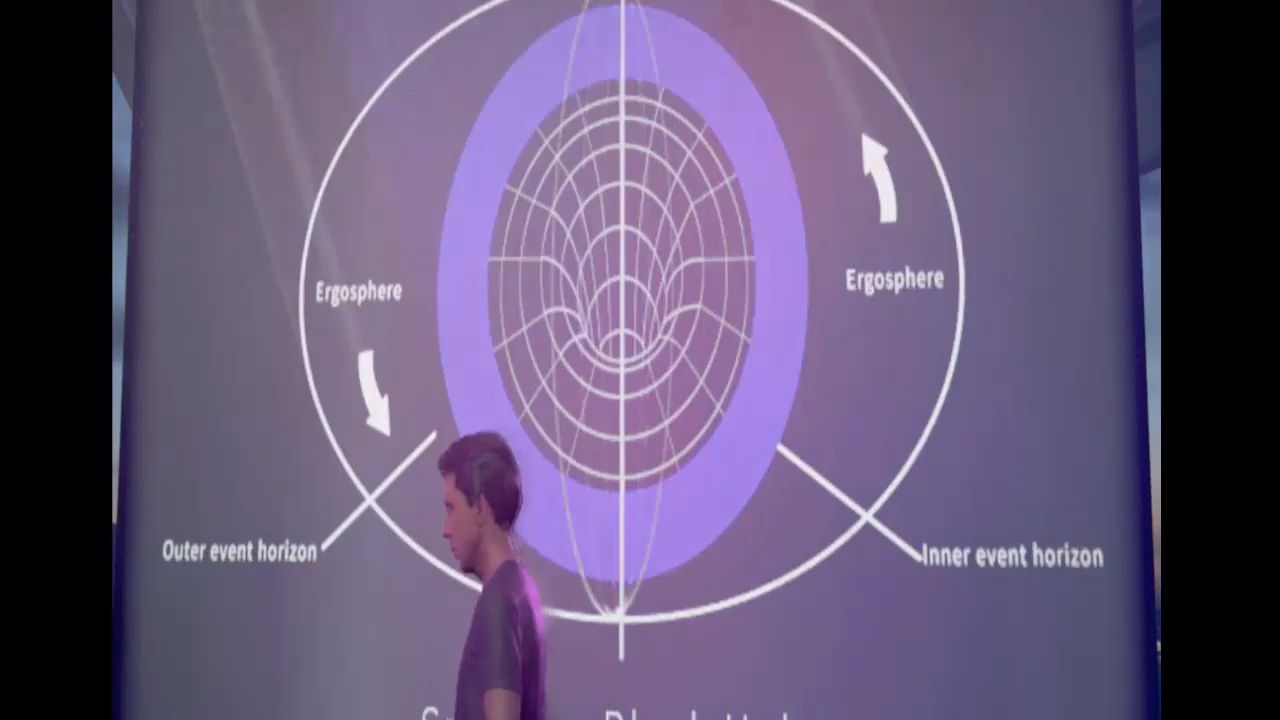 Ergosphere
Ergosphere
Outer event horizon
Inner event horizon